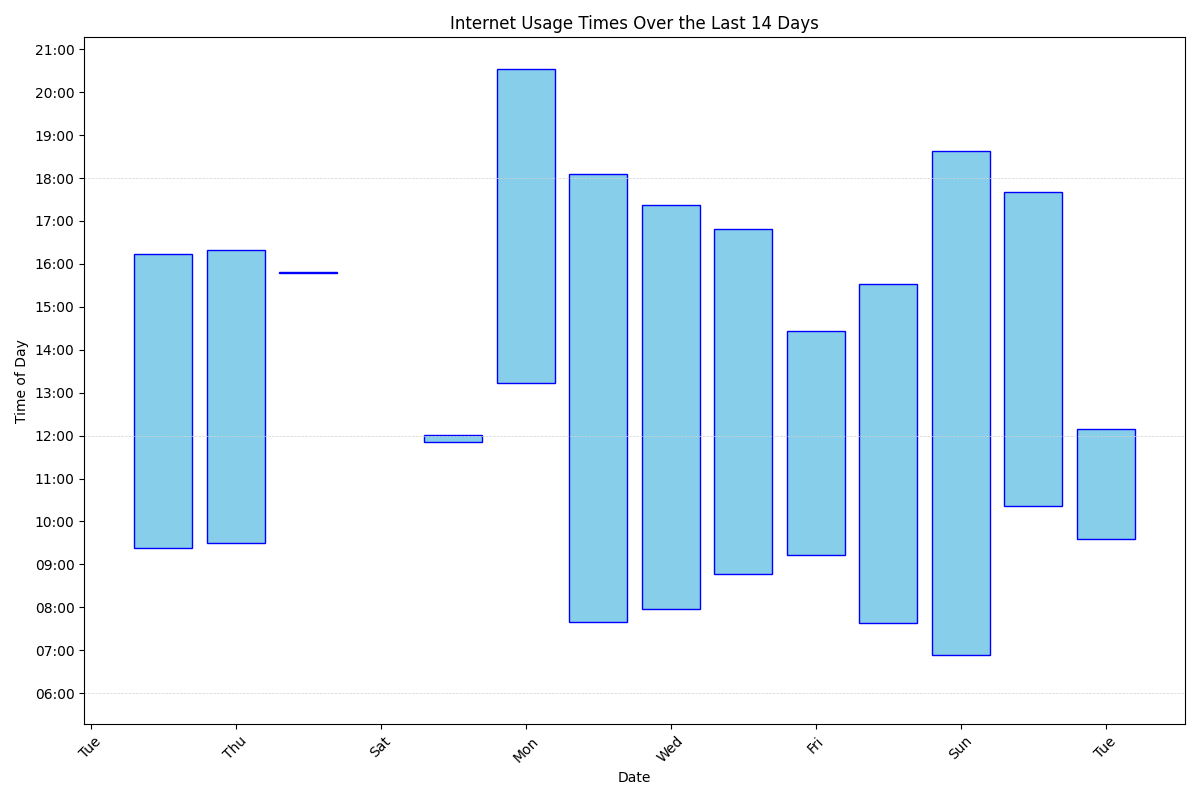 Internet Usage Times Over the Last 14 Days
21:00
20:00
19:00
18:00
17:00
16:00
15:00
14:00
13:00
12:00
11:00
10:00
09:00
08:00
07:00
06:00
Time of Day
Tue
Thu
Sat
Mon
Wed
Fri
Sun
Tue
Date